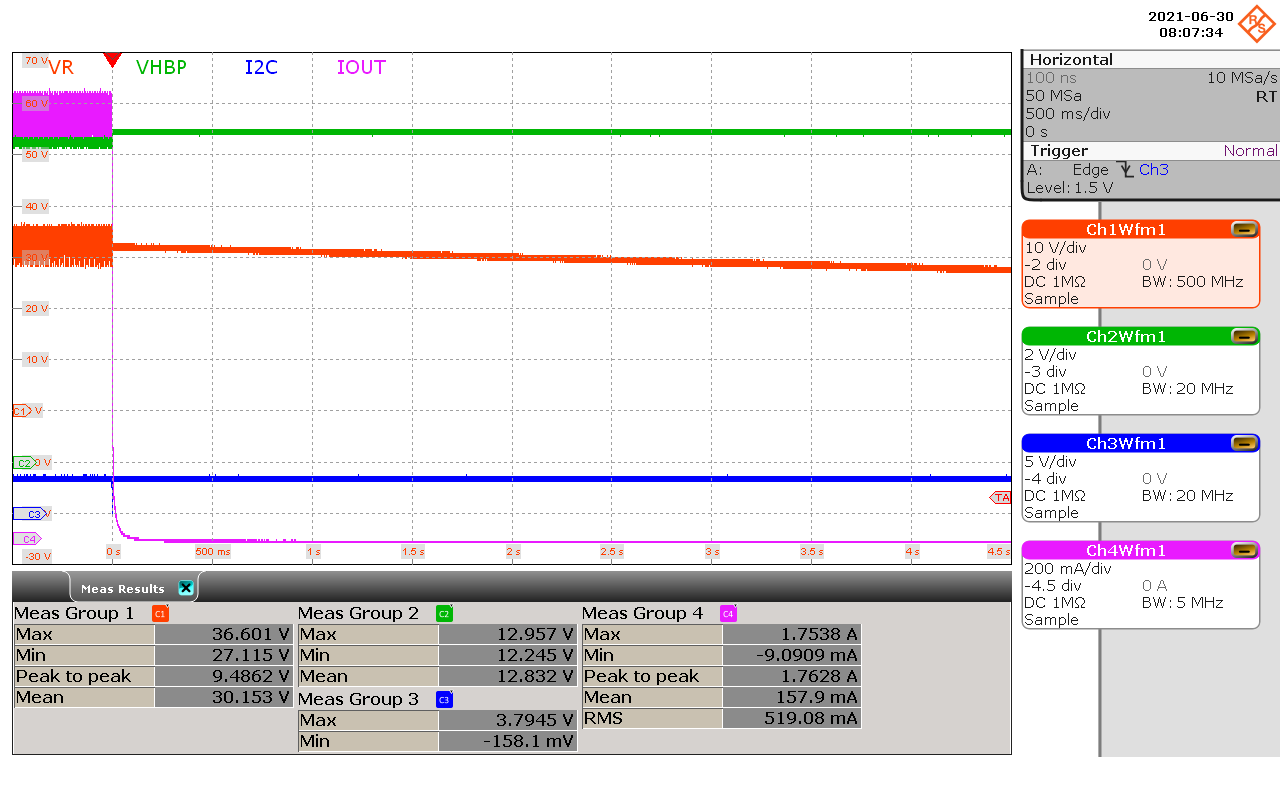 2021-06-30
08:07:34
R&S
70 V
VR
VHBP
I2C
IOUT
60 V
50 V
40 V
30 V
20 V
10 V
C1
V
C2
0 V
C3
V
TA
C4
-30 V
0 s
500 ms
1 s
1.5 s
2 s
2.5 s
3 s
3.5 s
4 s
4.5 s
Horizontal
100 ns 10 MSa/s
50 MSa RT
500 ms/div
0 s
Trigger Normal
A: Edge Ch3
Level: 1.5 V
Ch1Wfm1
10 V/div
-2 div 0 V
DC 1MΩ BW: 500 MHz
Sample
Ch2Wfm1
2 V/div
-3 div 0 V
DC 1MΩ BW: 20 MHz
Sample
Ch3Wfm1
5 V/div
-4 div 0 V
DC 1MΩ BW: 20 MHz
Sample
Ch4Wfm1
200 mA/div
-4.5 div 0 A
DC 1MΩ BW: 5 MHz
Sample
Meas Results
Meas Group 1 C1
Max 36.601 V
Min 27.115 V
Peak to peak 9.4862 V
Mean 30.153 V
Meas Group 2 C2
Max 12.957 V
Min 12.245 V
Mean 12.832 V
Meas Group 3 C3
Max 3.7945 V
Min -158.1 mV
Meas Group 4 C4
Max 1.7538 A
Min -9.0909 mA
Peak to peak 1.7628 A
Mean 157.9 mA
RMS 519.08 mA